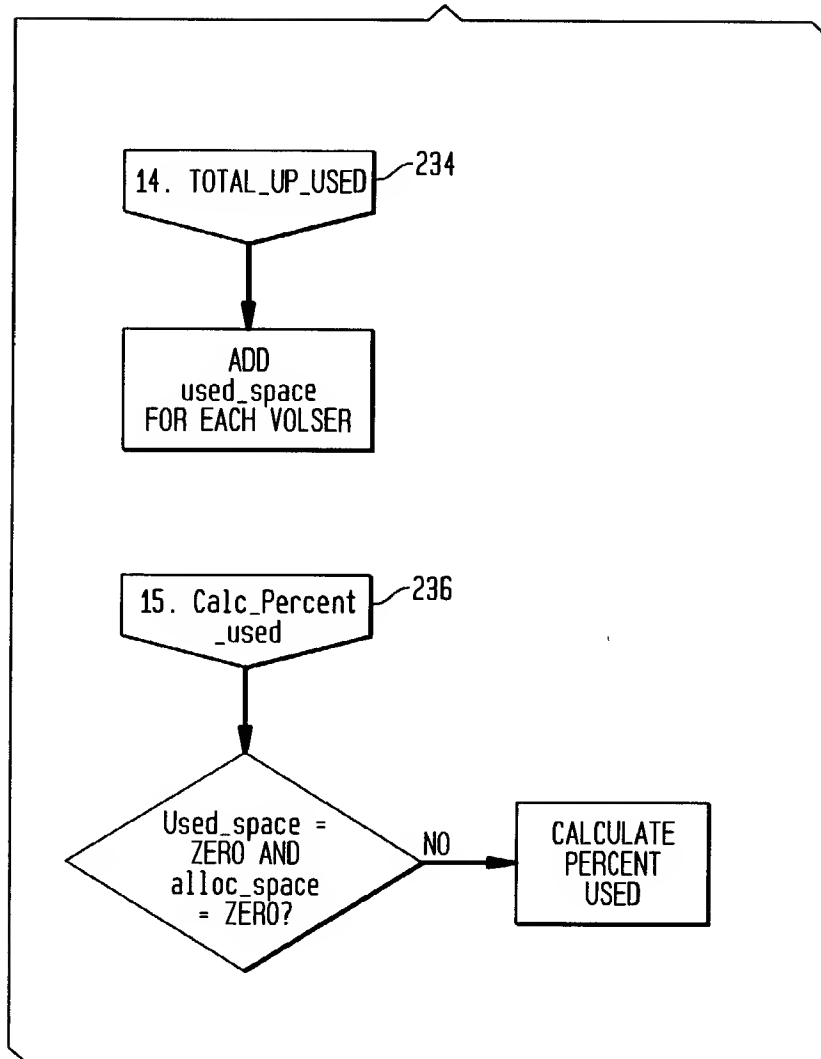 14. TOTAL_UP_USED
234
ADD
used_space
FOR EACH VOLSER
15. Calc_Percent
_used
236
Used_space =
ZERO AND
alloc_space
= ZERO?
NO
CALCULATE
PERCENT
USED